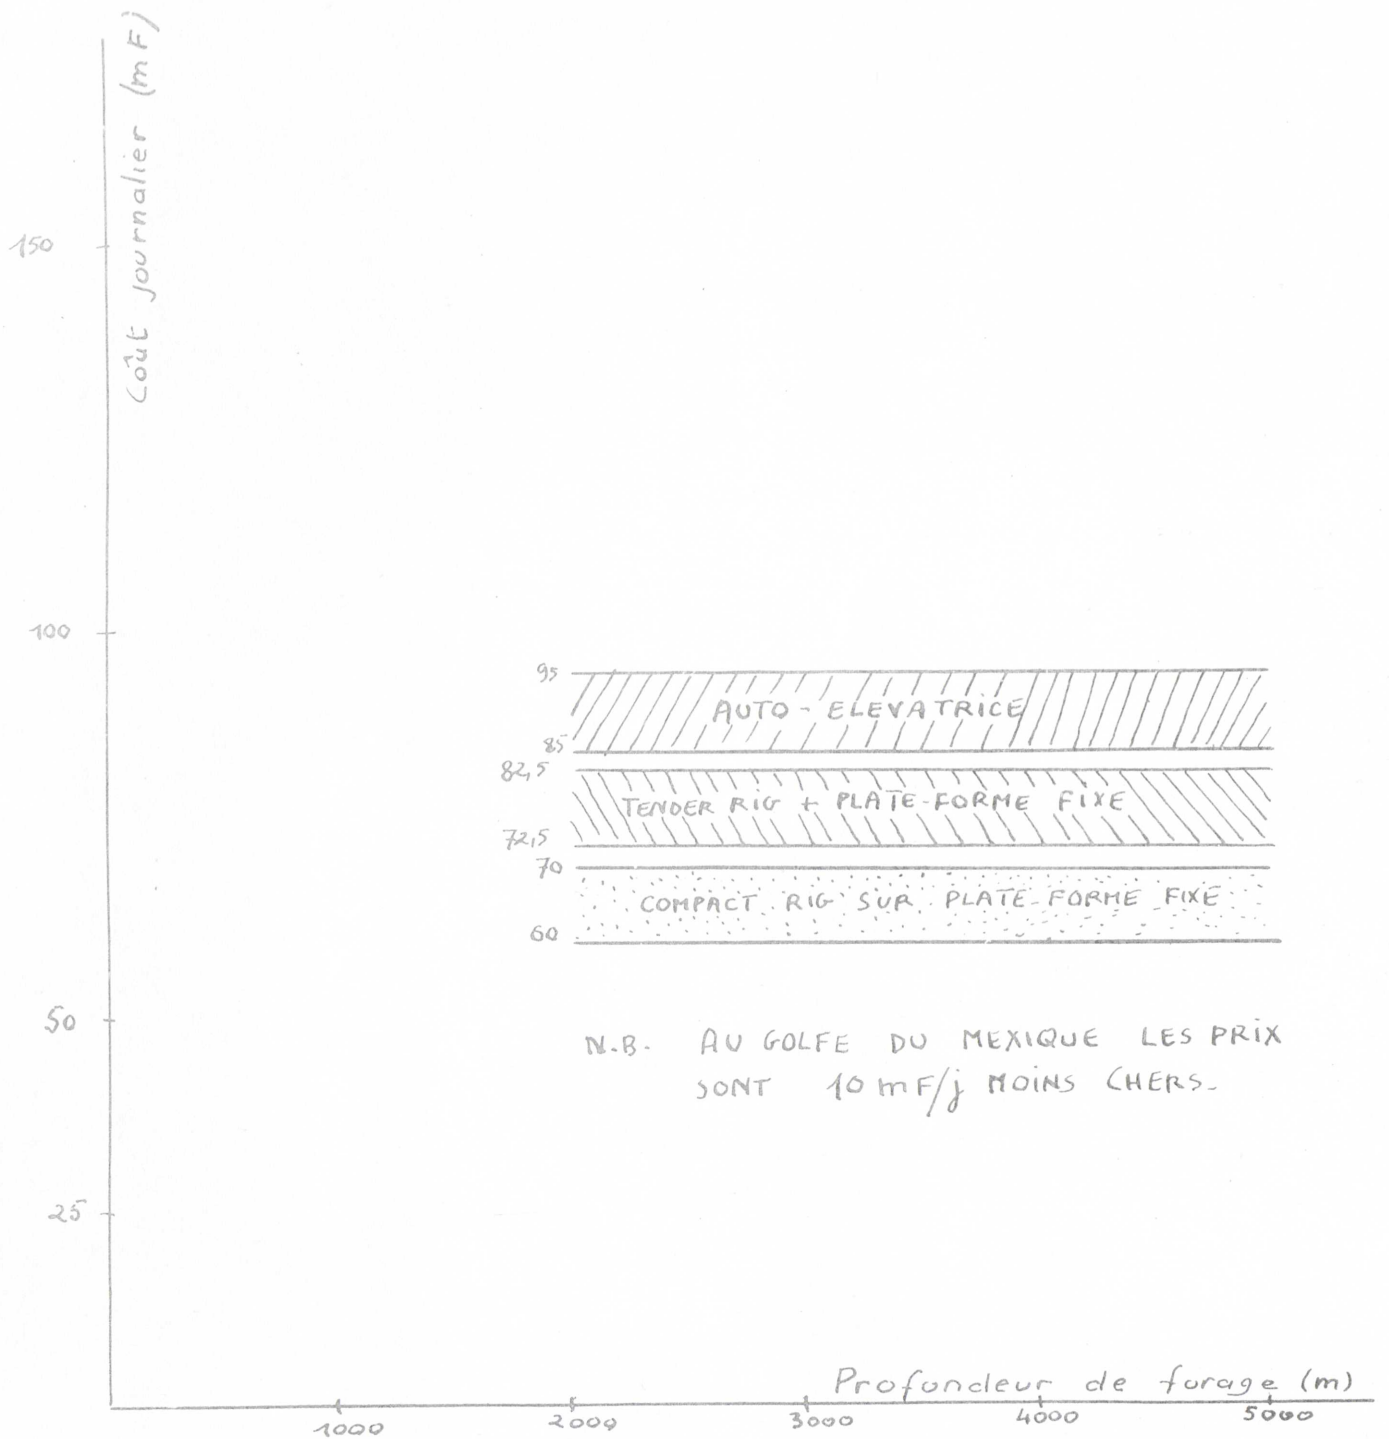 Coût journalier (mF)
150
100
95
AUTO-ELEVATRICE
85
82,5
TENDER RIG + PLATE-FORME FIXE
72,5
70
COMPACT RIG SUR PLATE-FORME FIXE
60
50
N.B. AU GOLFE DU MEXIQUE LES PRIX
SONT 10 mF/j MOINS CHERS-
25
Profondeur de forage (m)
1000 2000 3000 4000 5000